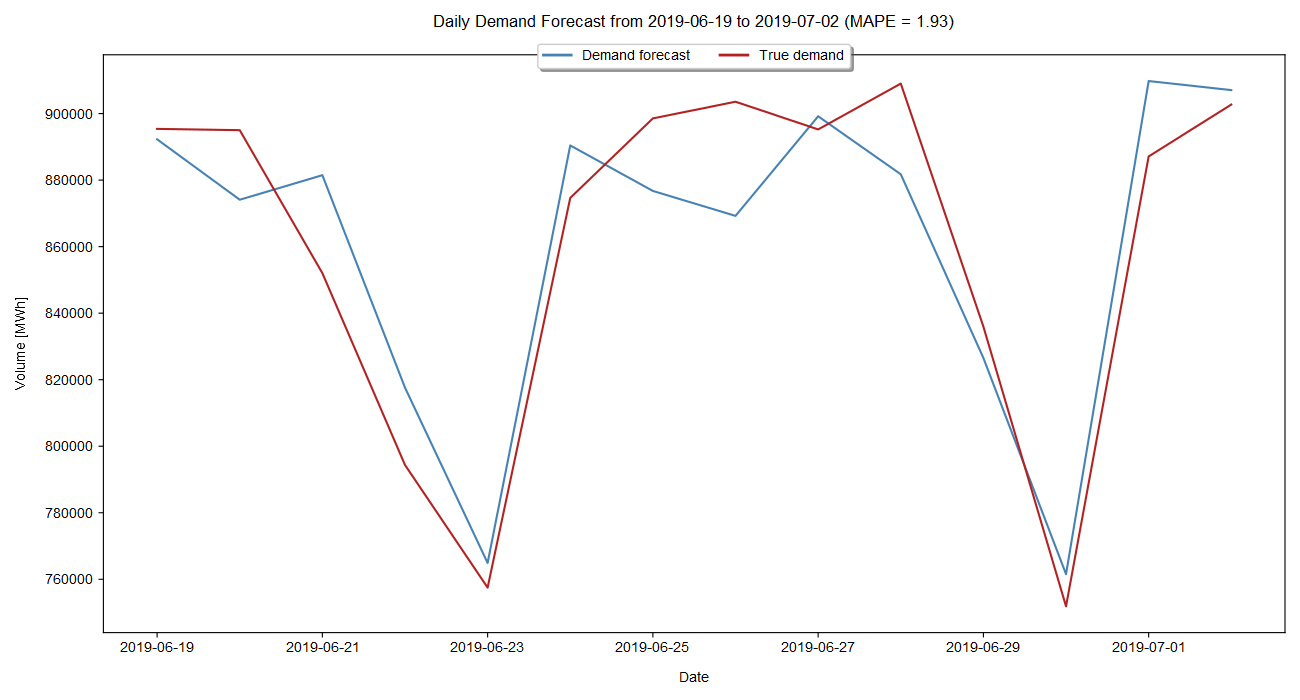 Daily Demand Forecast from 2019-06-19 to 2019-07-02 (MAPE = 1.93)
Demand forecast True demand
900000
880000
860000
840000
820000
800000
780000
760000
Volume [MWh]
2019-06-19 2019-06-21 2019-06-23 2019-06-25 2019-06-27 2019-06-29 2019-07-01
Date